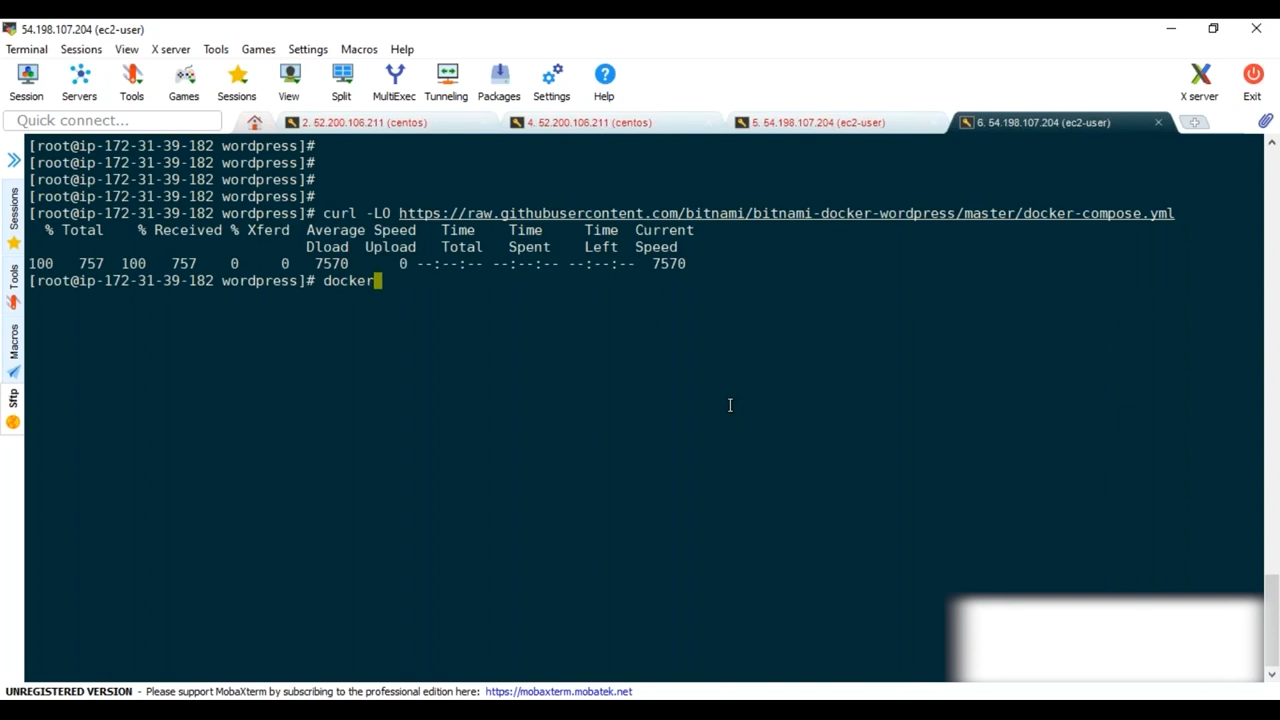 54.198.107.204 (ec2-user)
Terminal Sessions View X server Tools Games Settings Macros Help
Session Servers Tools Games Sessions View Split MultiExec Tunneling Packages Settings Help X server Exit
Quick connect... 2. 52.200.106.211 (centos) 4. 52.200.106.211 (centos) 5. 54.198.107.204 (ec2-user) 6. 54.198.107.204 (ec2-user)
Sessions
Tools
Macros
Sftp
[root@ip-172-31-39-182 wordpress]#
[root@ip-172-31-39-182 wordpress]#
[root@ip-172-31-39-182 wordpress]#
[root@ip-172-31-39-182 wordpress]#
[root@ip-172-31-39-182 wordpress]# curl -LO https://raw.githubusercontent.com/bitnami/bitnami-docker-wordpress/master/docker-compose.yml
% Total % Received % Xferd Average Speed Time Time Time Current
Dload Upload Total Spent Left Speed
100 757 100 757 0 0 7570 0 --:--:-- --:--:-- --:--:-- 7570
[root@ip-172-31-39-182 wordpress]# docker
UNREGISTERED VERSION - Please support MobaXterm by subscribing to the professional edition here: https://mobaxterm.mobatek.net